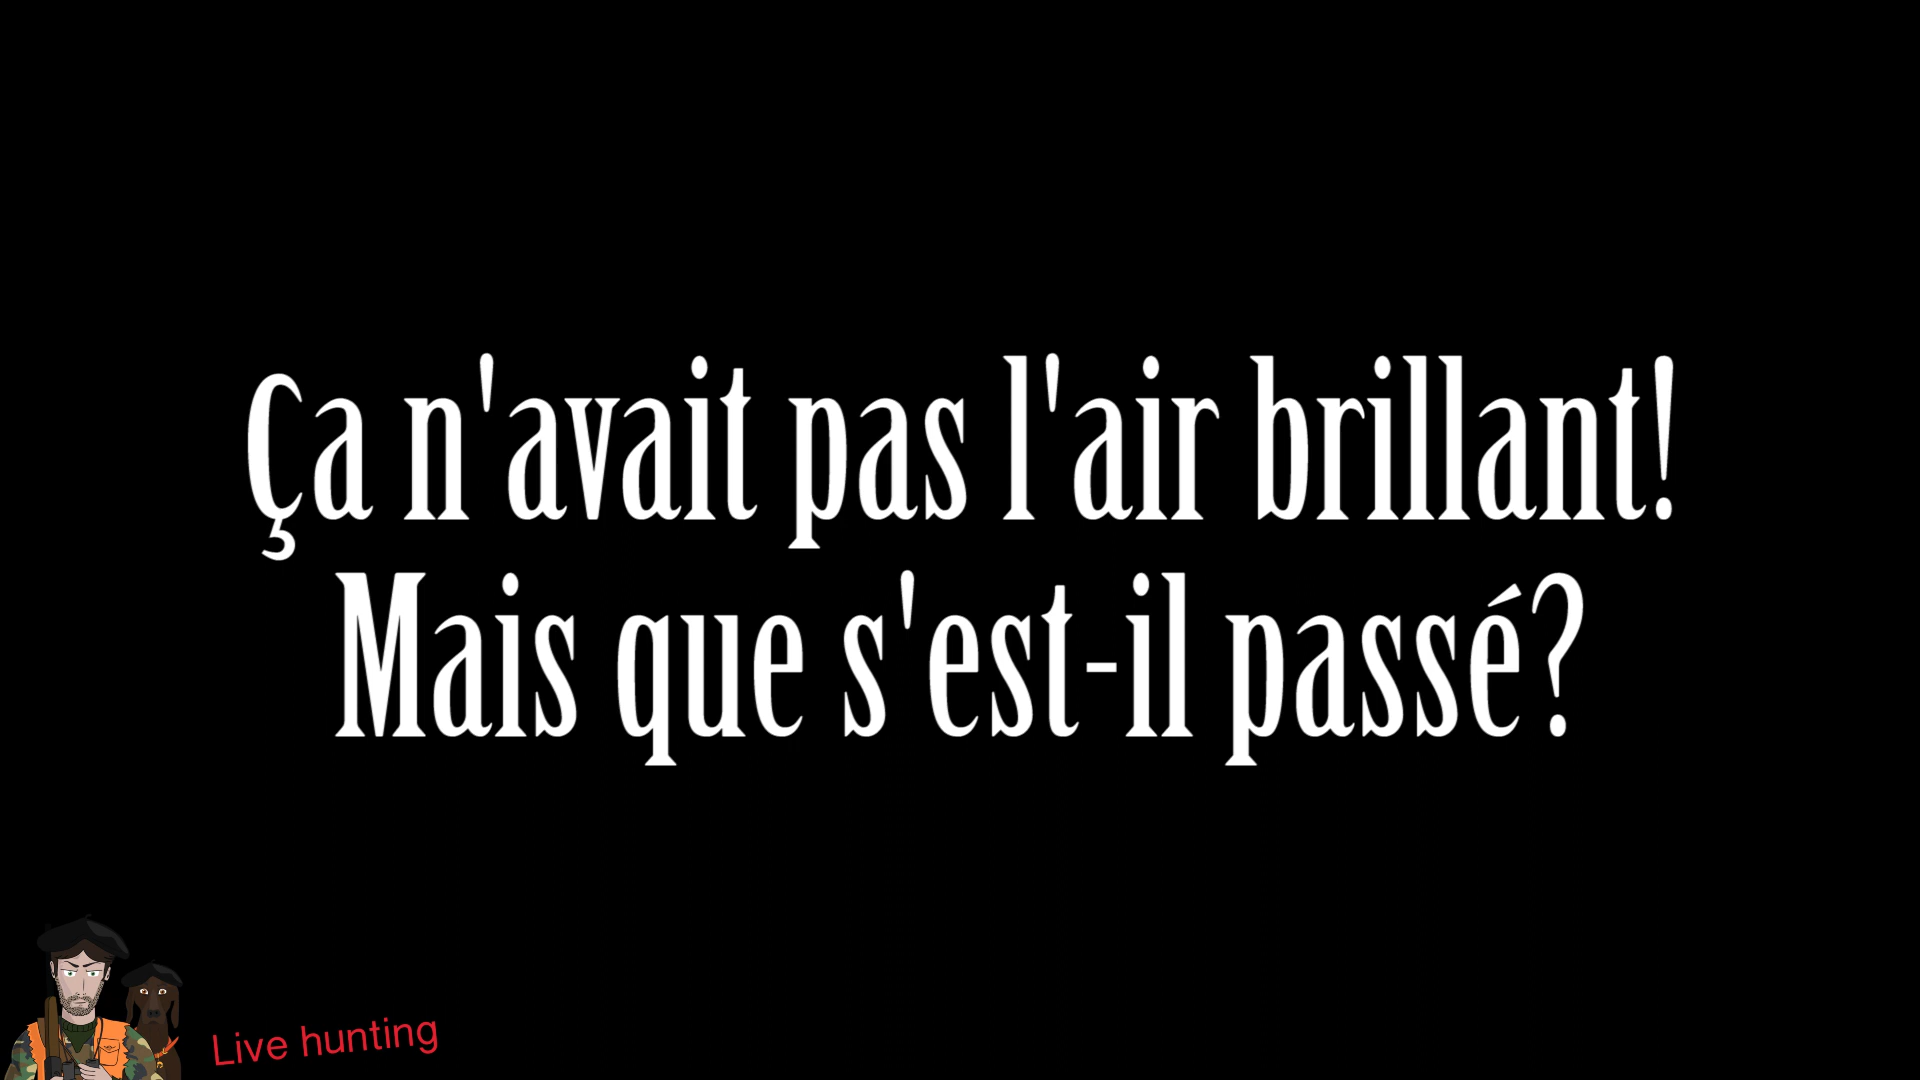 Ça n'avait pas l'air brillant!
Mais que s'est-il passé?
Live hunting